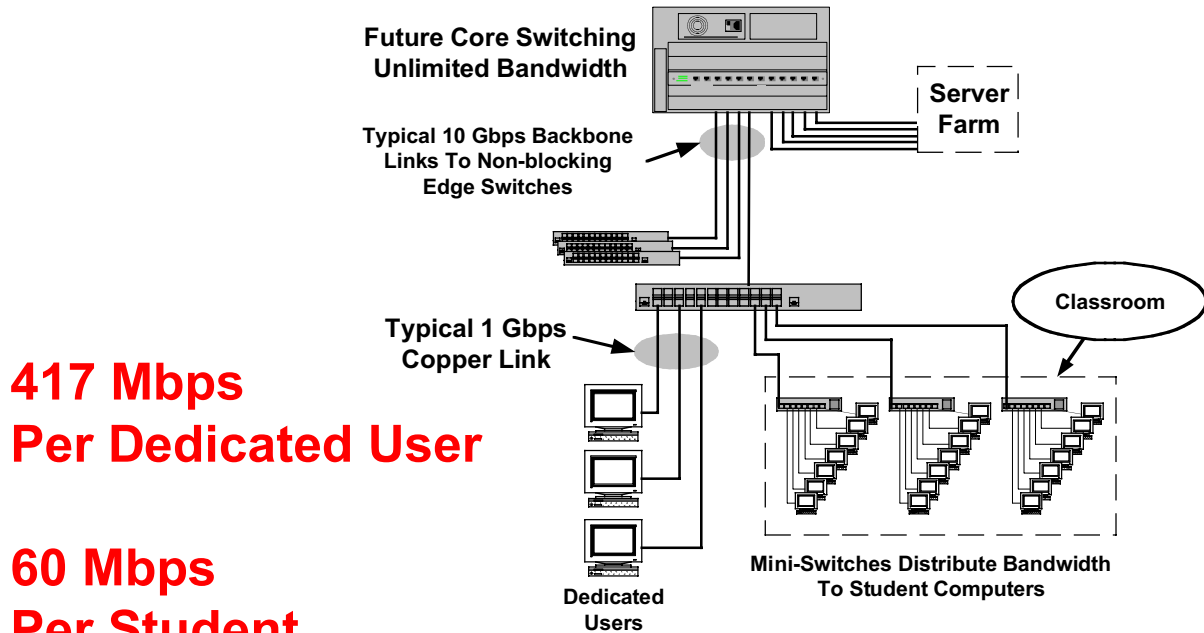 Future Core Switching
Unlimited Bandwidth
Server
Farm
Typical 10 Gbps Backbone
Links To Non-blocking
Edge Switches
Classroom
Typical 1 Gbps
Copper Link
417 Mbps
Per Dedicated User
60 Mbps
Per Student
Mini-Switches Distribute Bandwidth
To Student Computers
Dedicated
Users